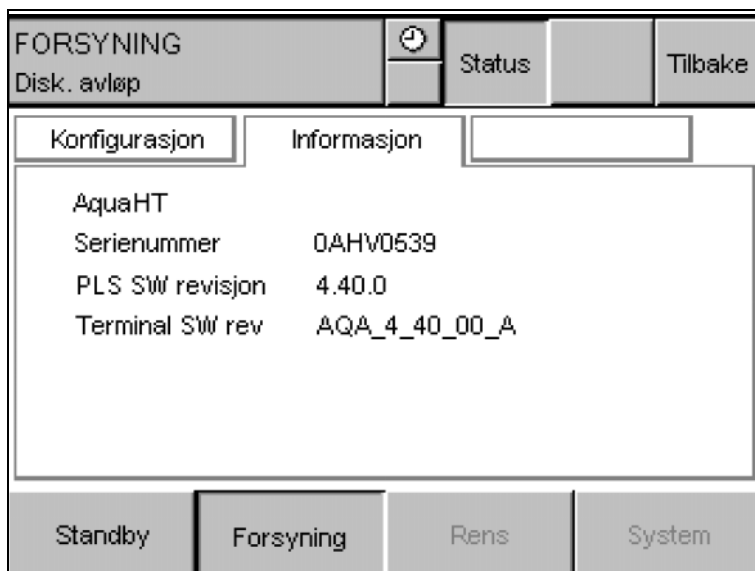 FORSYNING
Disk. avløp
Status
Tilbake
Konfigurasjon
Informasjon
AquaHT
Serienummer 0AHV0539
PLS SW revisjon 4.40.0
Terminal SW rev AQA_4_40_00_A
Standby
Forsyning
Rens
System